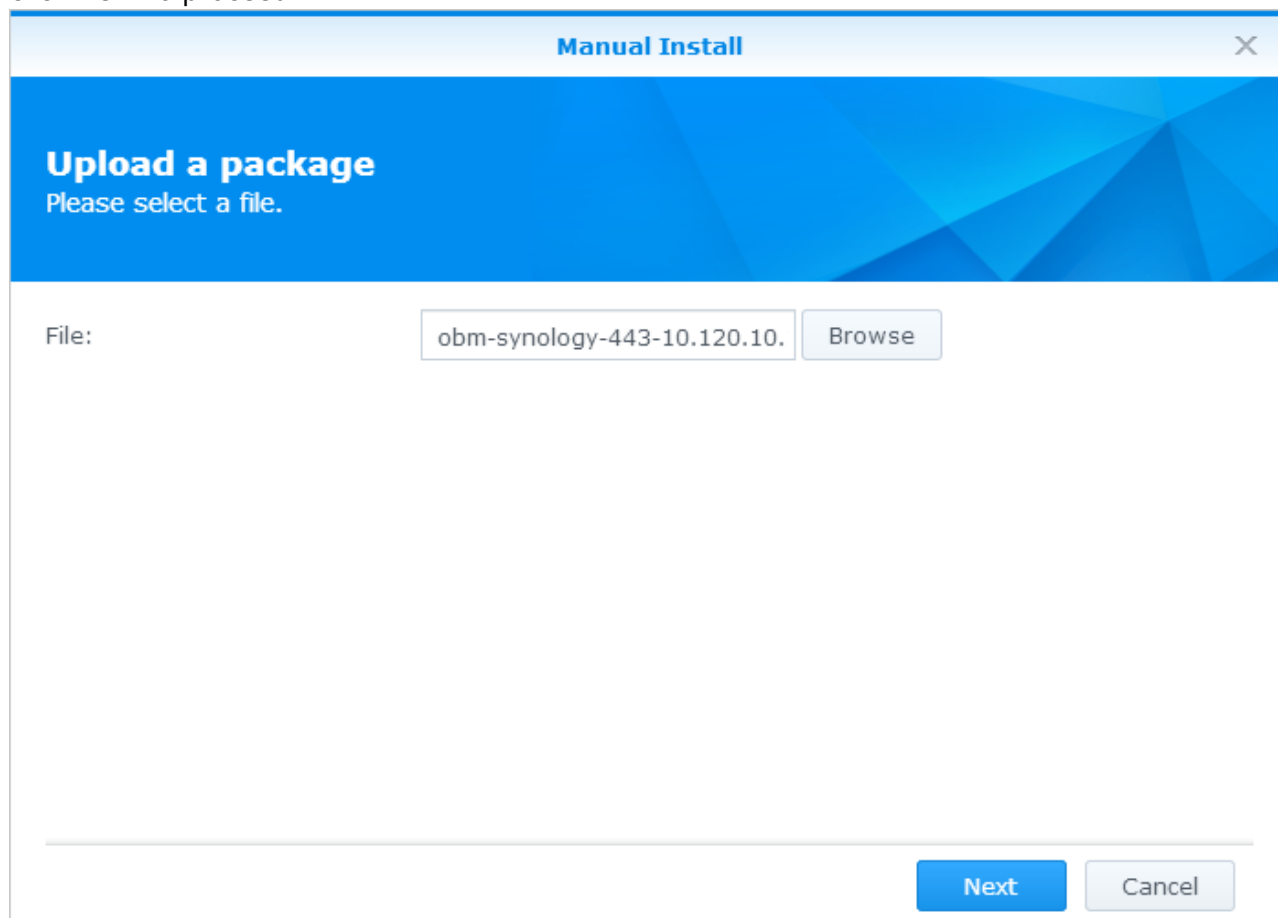 Manual Install
Upload a package
Please select a file.
File:
obm-synology-443-10.120.10.
Browse
Next
Cancel